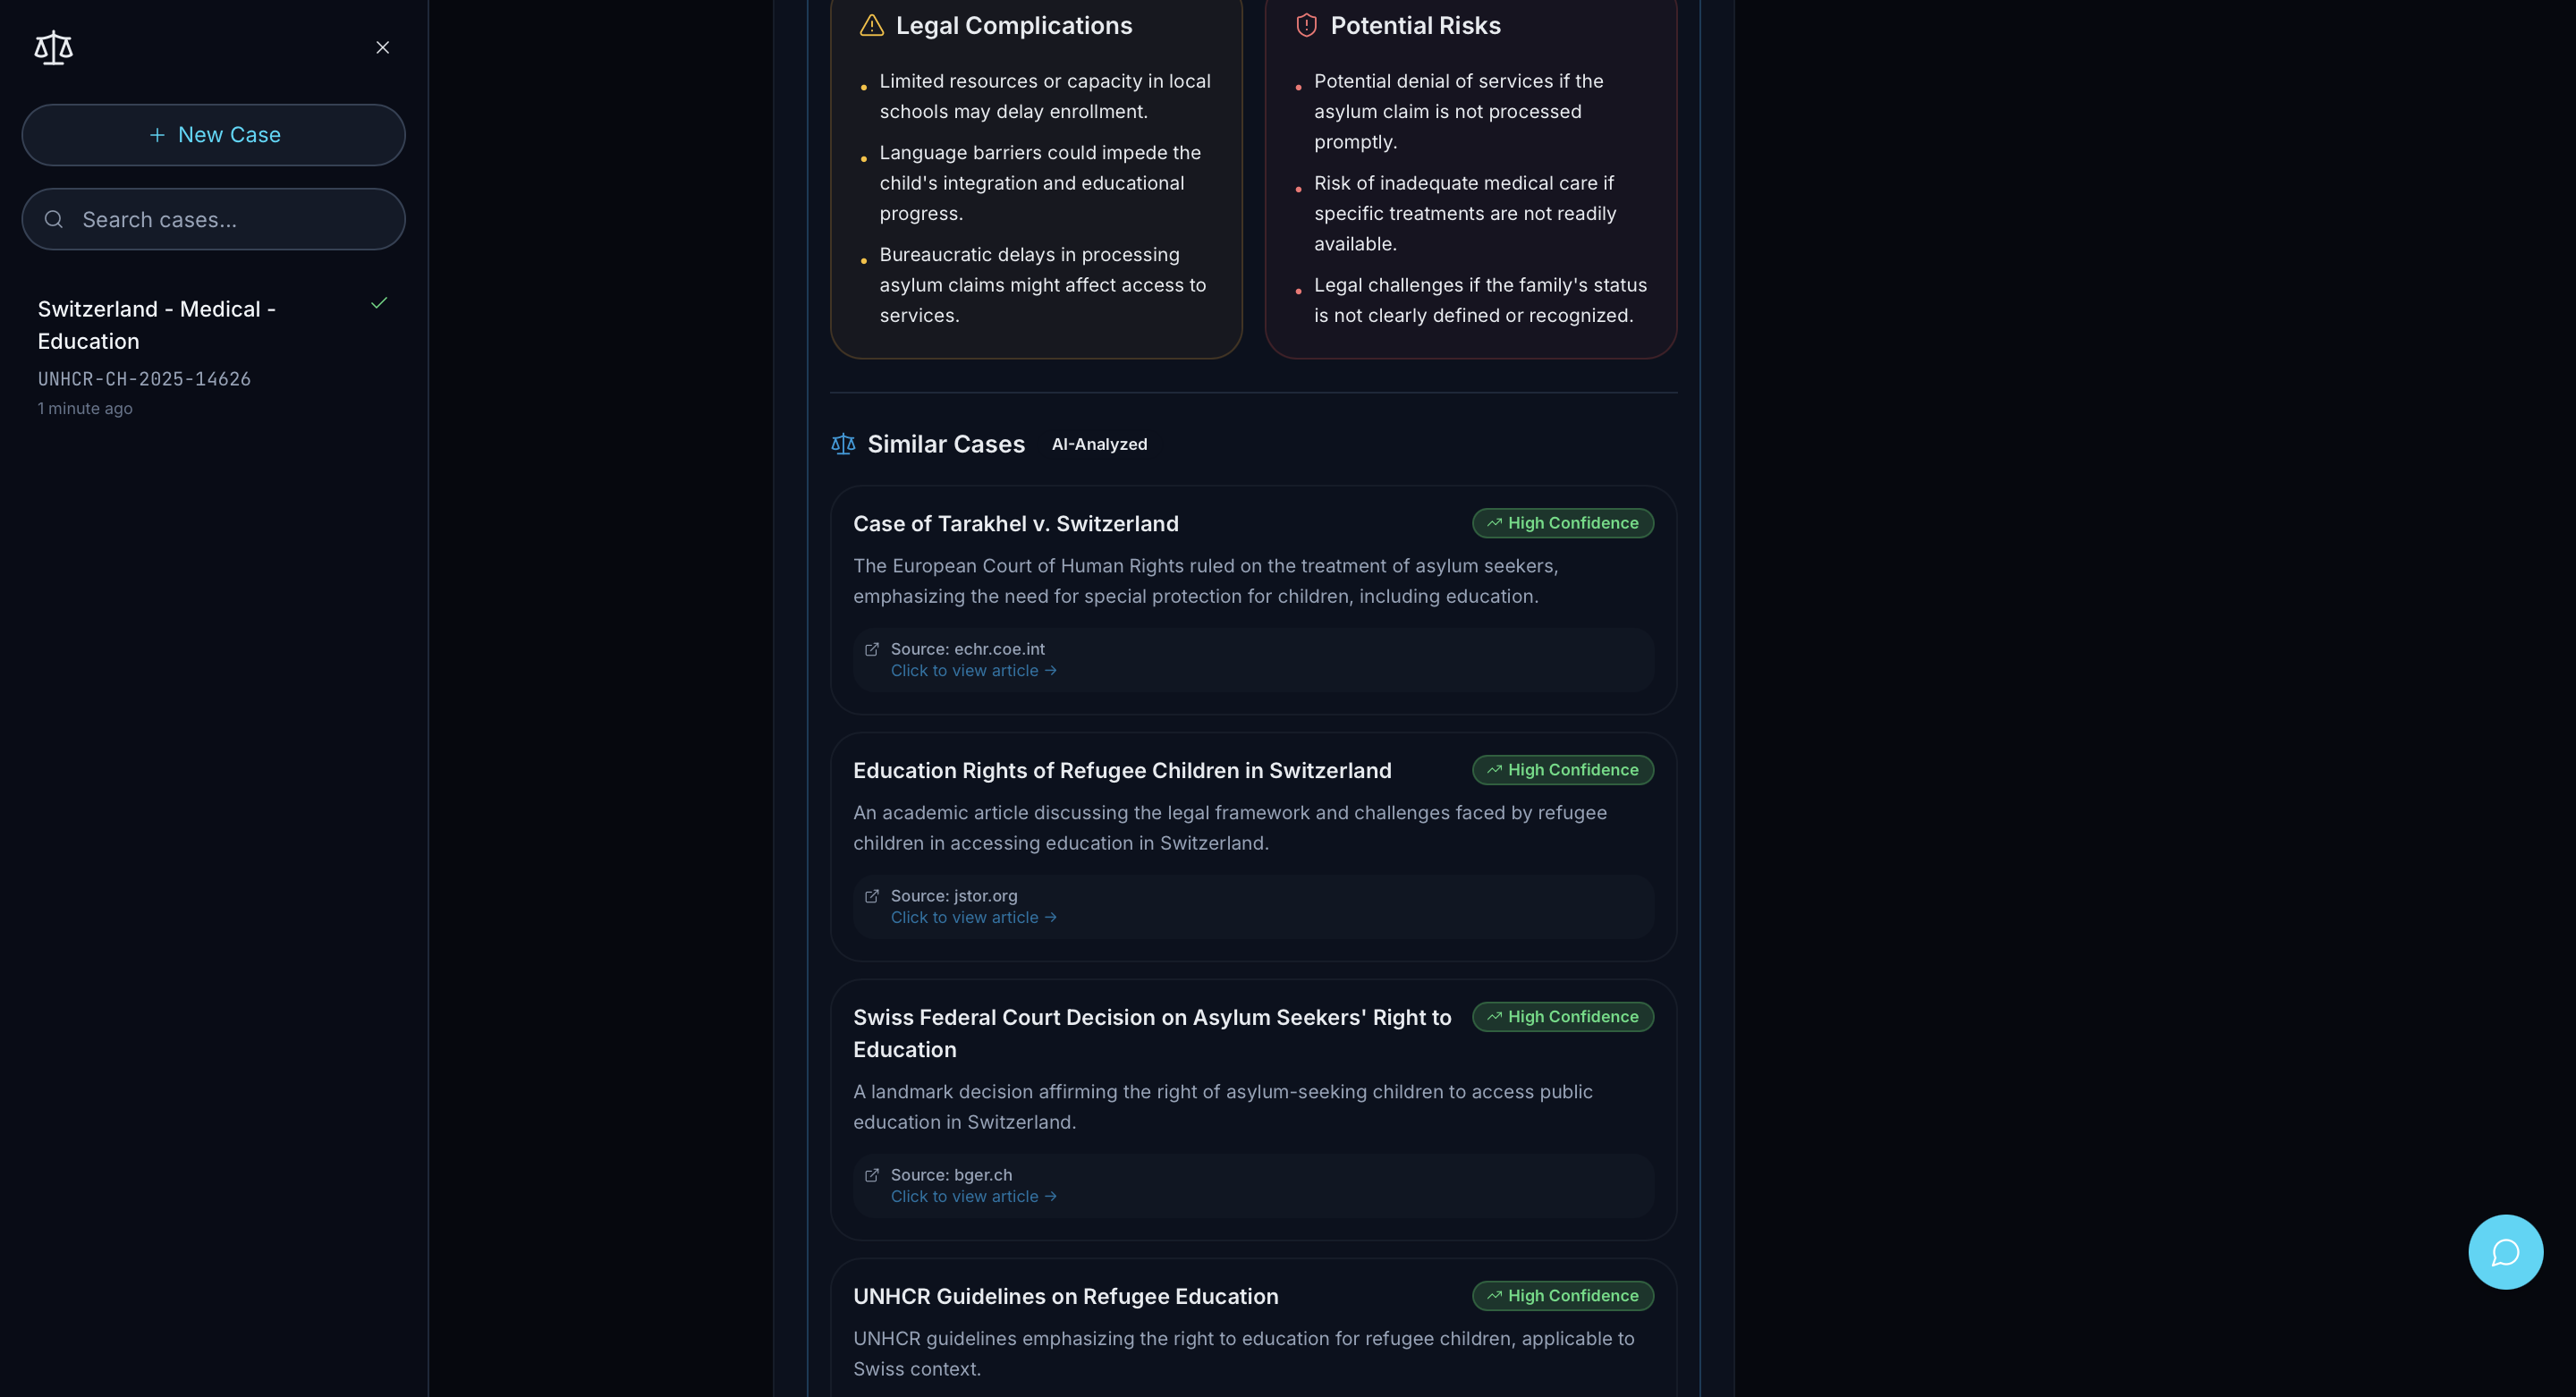 + New Case
Search cases...
Switzerland - Medical -
Education
UNHCR-CH-2025-14626
1 minute ago
Legal Complications
• Limited resources or capacity in local
schools may delay enrollment.
• Language barriers could impede the
child's integration and educational
progress.
• Bureaucratic delays in processing
asylum claims might affect access to
services.
Potential Risks
• Potential denial of services if the
asylum claim is not processed
promptly.
• Risk of inadequate medical care if
specific treatments are not readily
available.
• Legal challenges if the family's status
is not clearly defined or recognized.
Similar Cases AI-Analyzed
Case of Tarakhel v. Switzerland
High Confidence
The European Court of Human Rights ruled on the treatment of asylum seekers,
emphasizing the need for special protection for children, including education.
Source: echr.coe.int
Click to view article →
Education Rights of Refugee Children in Switzerland
High Confidence
An academic article discussing the legal framework and challenges faced by refugee
children in accessing education in Switzerland.
Source: jstor.org
Click to view article →
Swiss Federal Court Decision on Asylum Seekers' Right to
Education
High Confidence
A landmark decision affirming the right of asylum-seeking children to access public
education in Switzerland.
Source: bger.ch
Click to view article →
UNHCR Guidelines on Refugee Education
High Confidence
UNHCR guidelines emphasizing the right to education for refugee children, applicable to
Swiss context.